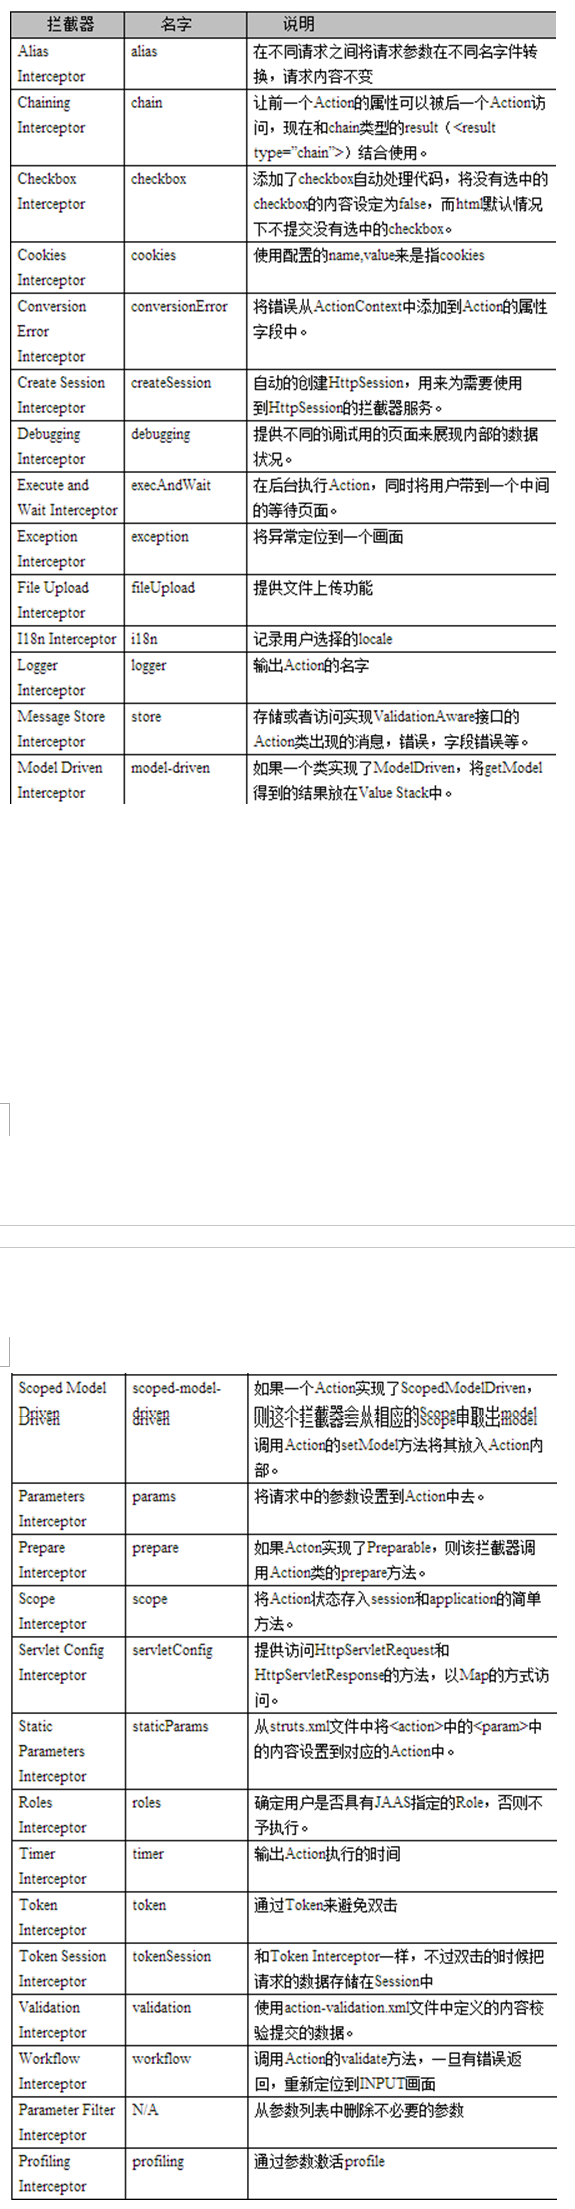 拦截器 名字 说明
Alias alias 在不同请求之间将请求参数在不同名字件转
Interceptor 换，请求内容不变
Chaining chain 让前一个Action的属性可以被后一个Action访
Interceptor 问，现在和chain类型的result（<result
type="chain">）结合使用。
Checkbox checkbox 添加了checkbox自动处理代码，将没有选中的
Interceptor checkbox的内容设定为false，而html默认情况
下不提交没有选中的checkbox。
Cookies cookies 使用配置的name,value来是指cookies
Interceptor
Conversion conversionError 将错误从ActionContext中添加到Action的属性
Error 字段中。
Interceptor
Create Session createSession 自动的创建HttpSession，用来为需要使用
Interceptor 到HttpSession的拦截器服务。
Debugging debugging 提供不同的调试用的页面来展现内部的数据
Interceptor 状况。
Execute and execAndWait 在后台执行Action，同时将用户带到一个中间
Wait Interceptor 的等待页面。
Exception exception 将异常定位到一个画面
Interceptor
File Upload fileUpload 提供文件上传功能
Interceptor
I18n Interceptor i18n 记录用户选择的locale
Logger logger 输出Action的名字
Interceptor
Message Store store 存储或者访问实现ValidationAware接口的
Interceptor Action类出现的消息，错误，字段错误等。
Model Driven model-driven 如果一个类实现了ModelDriven，将getModel
Interceptor 得到的结果放在Value Stack中。
Scoped Model scoped-model- 如果一个Action实现了ScopedModelDriven，
Driven driven 则这个拦截器会从相应的Scope中取出model
调用Action的setModel方法将其放入Action内
部。
Parameters params 将请求中的参数设置到Action中去。
Interceptor
Prepare prepare 如果Acton实现了Preparable，则该拦截器调
Interceptor 用Action类的prepare方法。
Scope scope 将Action状态存入session和application的简单
Interceptor 方法。
Servlet Config servletConfig 提供访问HttpServletRequest和
Interceptor HttpServletResponse的方法，以Map的方式访
问。
Static staticParams 从struts.xml文件中将<action>中的<param>中
Parameters 的内容设置到对应的Action中。
Interceptor
Roles roles 确定用户是否具有JAAS指定的Role，否则不
Interceptor 予执行。
Timer timer 输出Action执行的时间
Interceptor
Token token 通过Token来避免双击
Interceptor
Token Session tokenSession 和Token Interceptor一样，不过双击的时候把
Interceptor 请求的数据存储在Session中
Validation validation 使用action-validation.xml文件中定义的内容校
Interceptor 验提交的数据。
Workflow workflow 调用Action的validate方法，一旦有错误返
Interceptor 回，重新定位到INPUT画面
Parameter Filter N/A 从参数列表中删除不必要的参数
Interceptor
Profiling profiling 通过参数激活profile
Interceptor